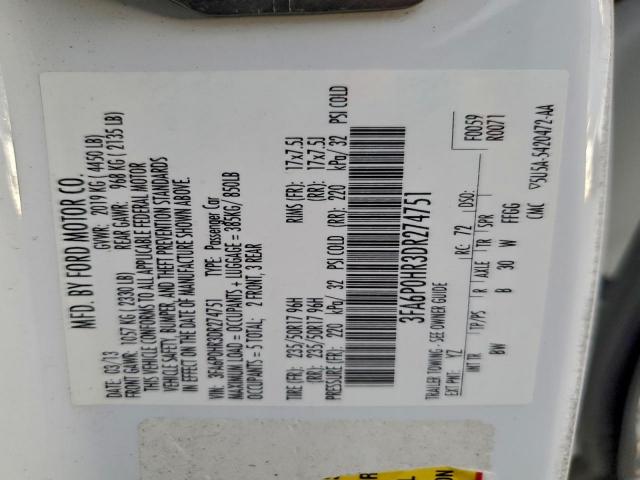 MFD. BY FORD MOTOR CO.
DATE: 03/13 GVWR: 2019 KG ( 4450 LB)
FRONT GAWR: 1057 KG ( 2330 LB) REAR GAWR: 968 KG ( 2135 LB)
THIS VEHICLE CONFORMS TO ALL APPLICABLE FEDERAL MOTOR
VEHICLE SAFETY, BUMPER, AND THEFT PREVENTION STANDARDS
IN EFFECT ON THE DATE OF MANUFACTURE SHOWN ABOVE.
VIN: 3FA6P0HR3DR274751 TYPE: Passenger Car
MAXIMUM LOAD = OCCUPANTS + LUGGAGE = 385KG / 850LB
OCCUPANTS = 5 TOTAL: 2 FRONT, 3 REAR
TIRE (FR): 235/50R17 96H RIMS (FR): 17x7.5J
(RR): 235/50R17 96H (RR): 17x7.5J
PRESSURE (FR): 220 kPa/ 32 (RR): 220 kPa/ 32 PSI COLD
PSI COLD
3FA6P0HR3DR274751
F0059
R0071
TRAILER TOWING - SEE OWNER GUIDE
EXT PNT: YZ RC: 72 DSO:
INT TR TP/PS R AXLE TR SPR
BW B 30 W FFGG
CNC 5U5A-5420472-AA
R
L
ON